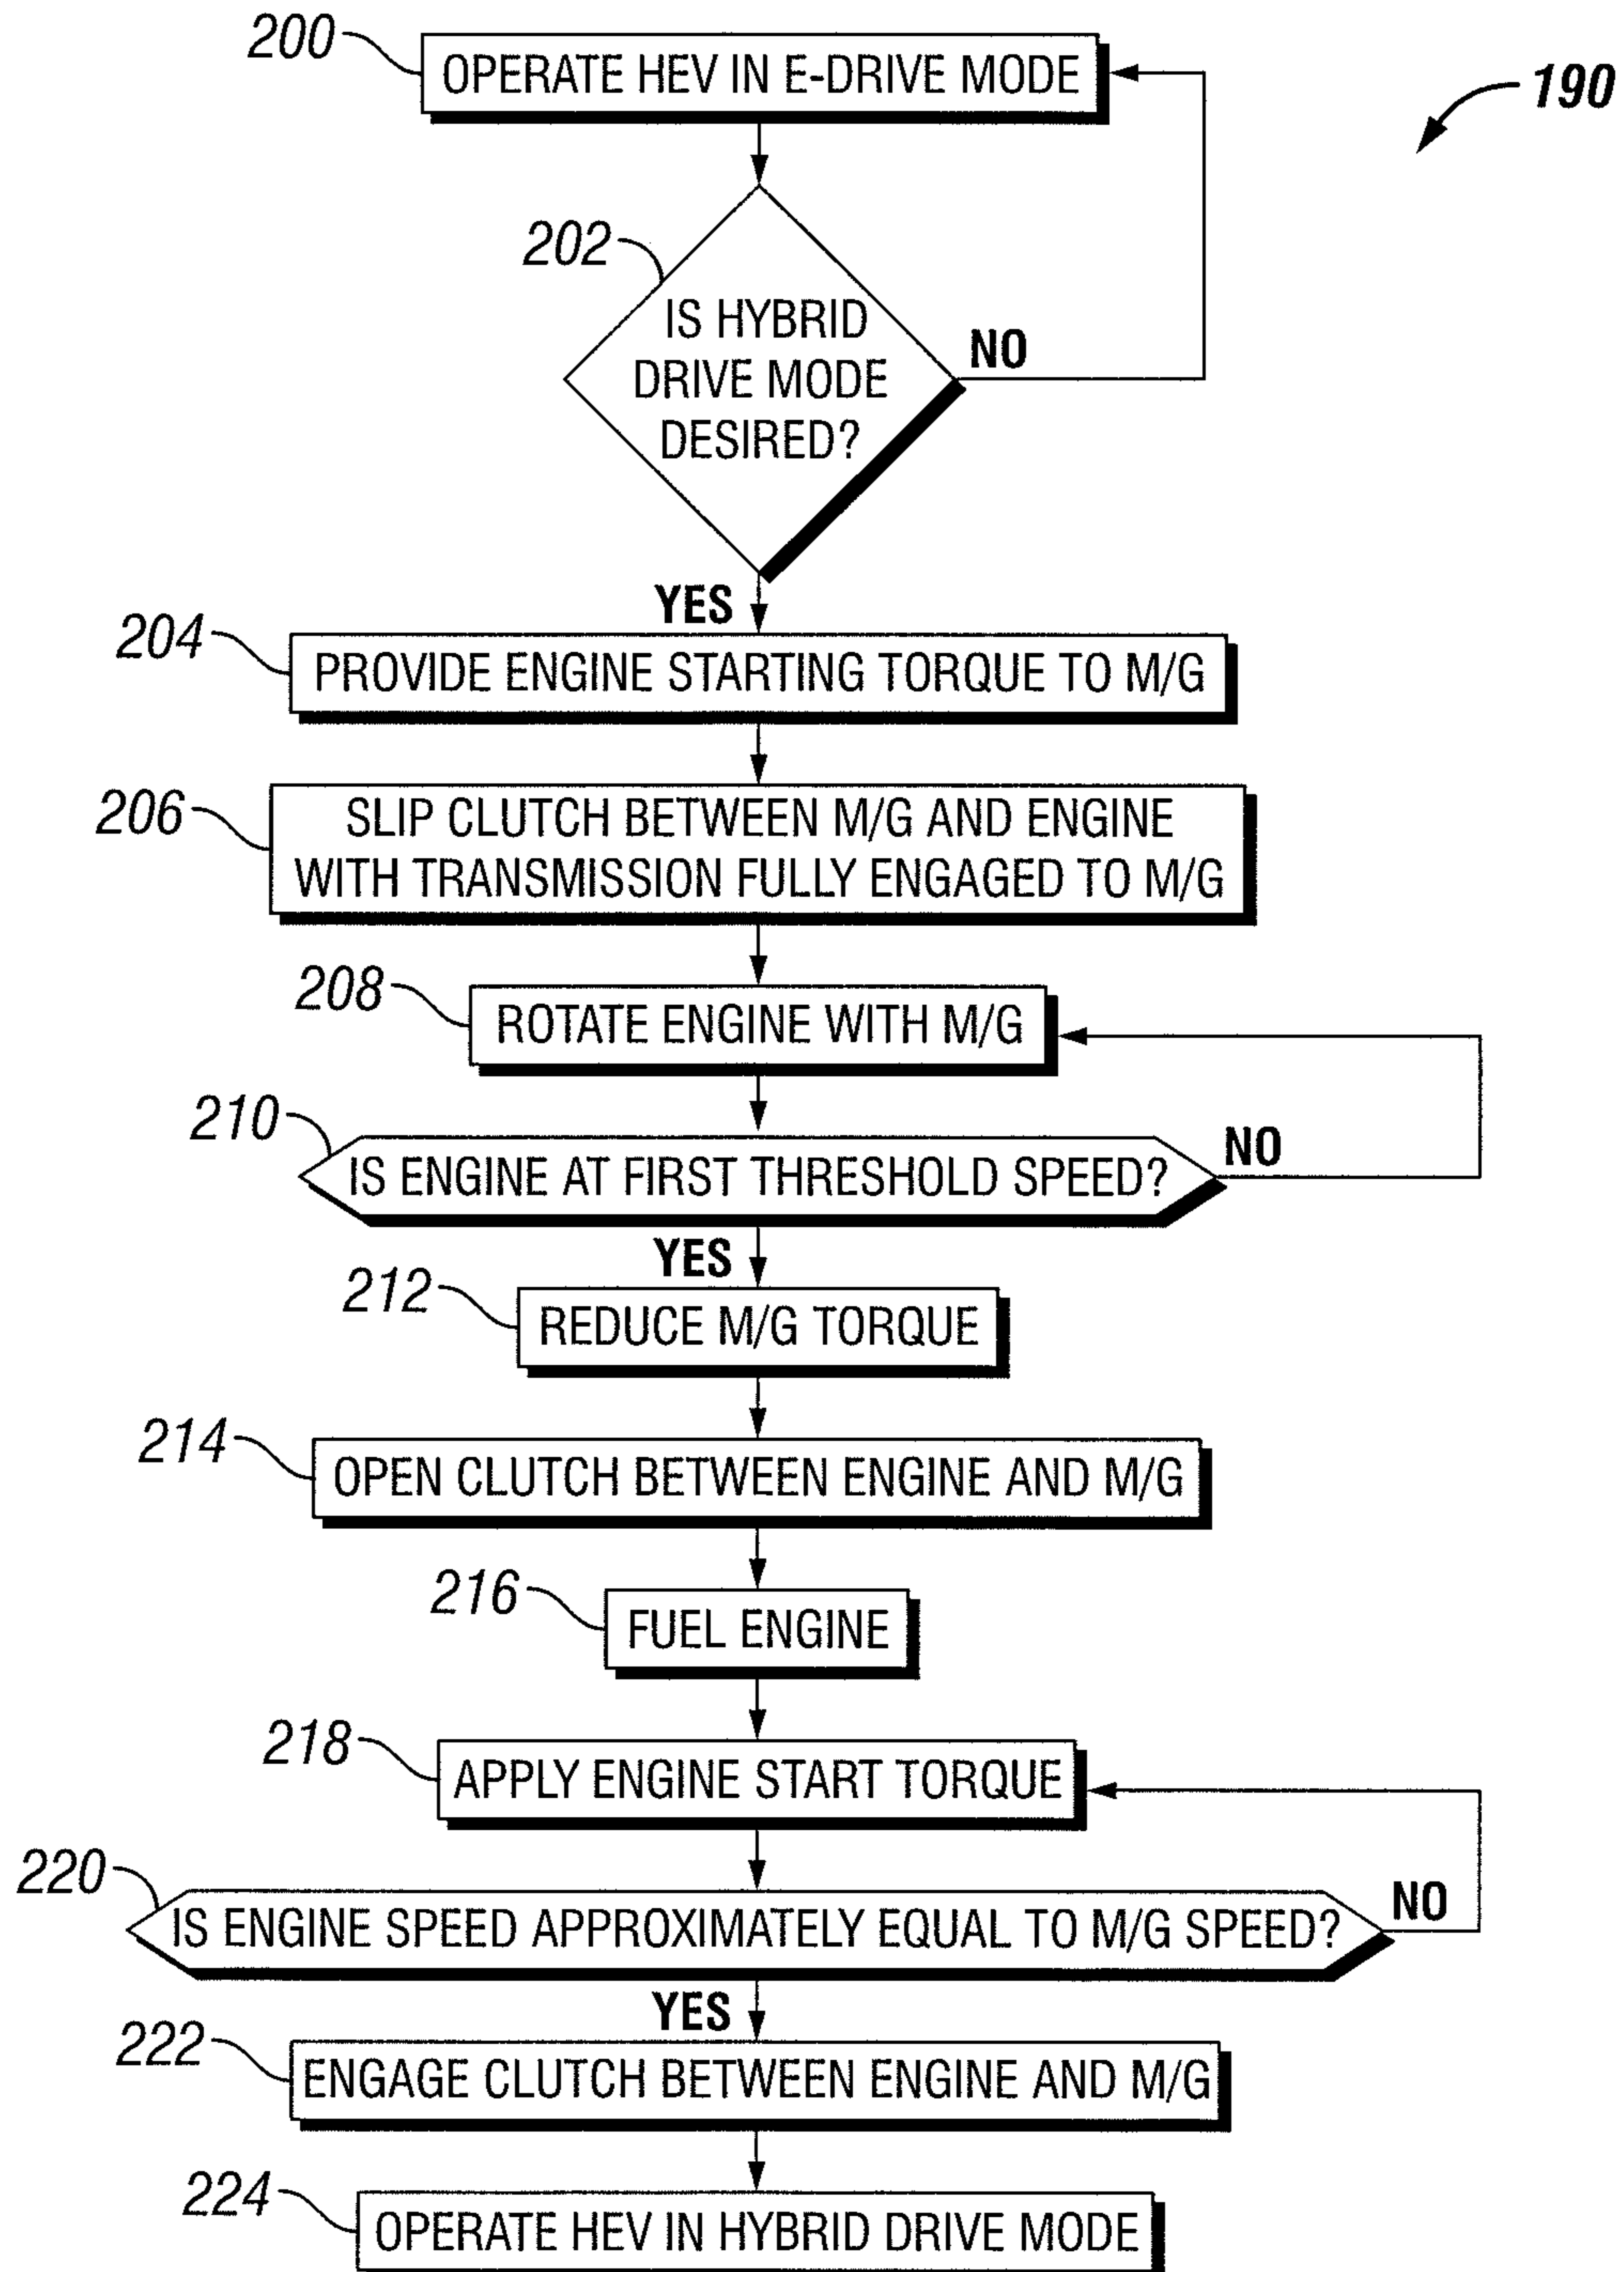 200
OPERATE HEV IN E-DRIVE MODE
190
202
IS HYBRID
DRIVE MODE
DESIRED?
NO
YES
204
PROVIDE ENGINE STARTING TORQUE TO M/G
206
SLIP CLUTCH BETWEEN M/G AND ENGINE
WITH TRANSMISSION FULLY ENGAGED TO M/G
208
ROTATE ENGINE WITH M/G
210
IS ENGINE AT FIRST THRESHOLD SPEED?
NO
YES
212
REDUCE M/G TORQUE
214
OPEN CLUTCH BETWEEN ENGINE AND M/G
216
FUEL ENGINE
218
APPLY ENGINE START TORQUE
220
IS ENGINE SPEED APPROXIMATELY EQUAL TO M/G SPEED?
NO
YES
222
ENGAGE CLUTCH BETWEEN ENGINE AND M/G
224
OPERATE HEV IN HYBRID DRIVE MODE